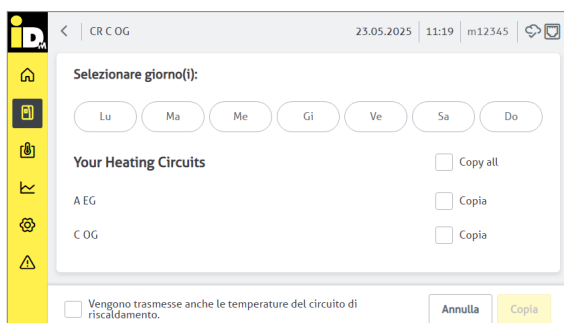 iDM
CR C OG 23.05.2025 11:19 m12345
Selezionare giorno(i):
Lu Ma Me Gi Ve Sa Do
Your Heating Circuits Copy all
A EG Copia
C OG Copia
Vengono trasmesse anche le temperature del circuito di
riscaldamento.
Annulla Copia